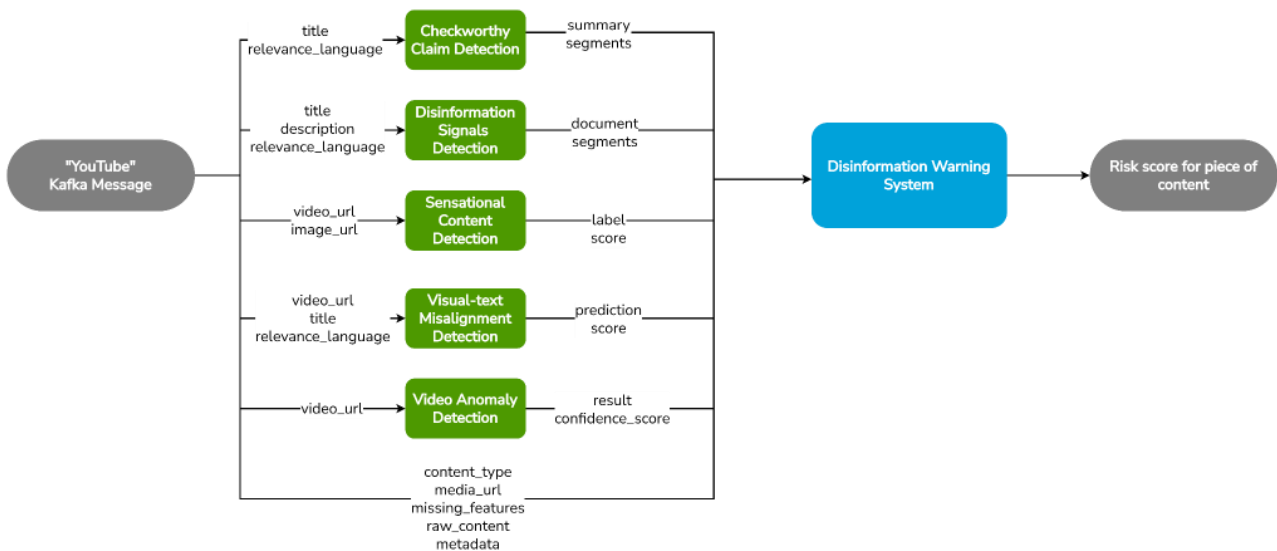 title
relevance_language
Checkworthy
Claim Detection
summary
segments
title
description
relevance_language
Disinformation
Signals
Detection
document
segments
"YouTube"
Kafka Message
video_url
image_url
Sensational
Content
Detection
label
score
Disinformation Warning
System
Risk score for piece of
content
video_url
title
relevance_language
Visual-text
Misalignment
Detection
prediction
score
video_url
Video Anomaly
Detection
result
confidence_score
content_type
media_url
missing_features
raw_content
metadata